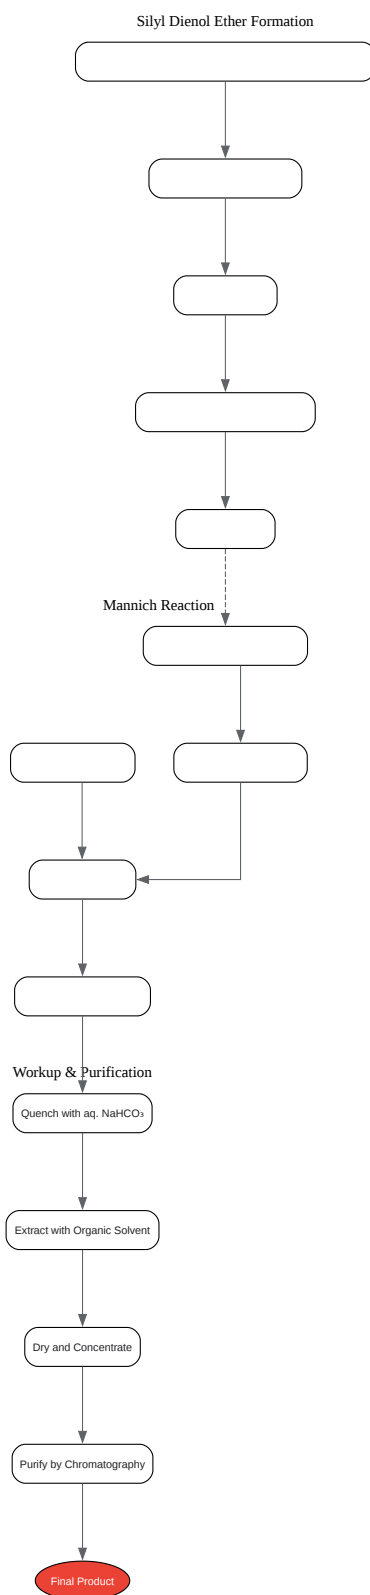 Silyl Dienol Ether Formation
Mannich Reaction
Workup & Purification
Quench with aq. NaHCO₃
Extract with Organic Solvent
Dry and Concentrate
Purify by Chromatography
Final Product